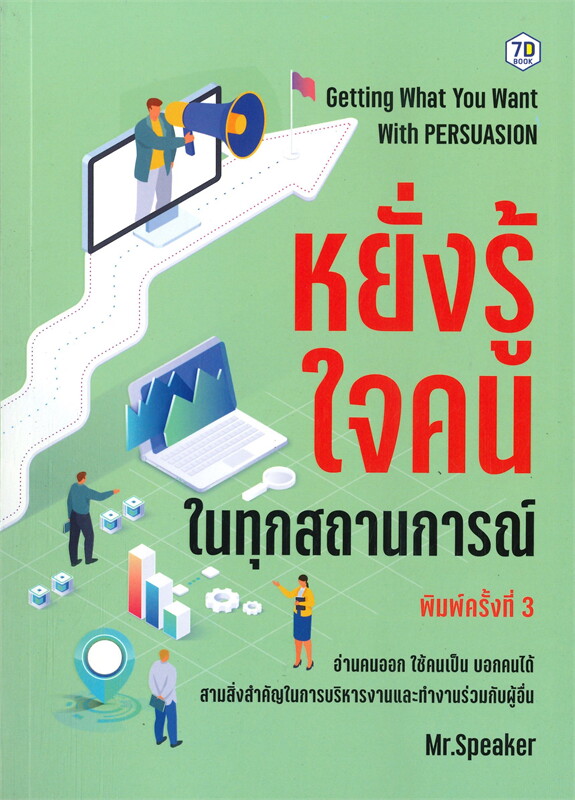 7D
BOOK
Getting What You Want
With PERSUASION
หยั่งรู้
ใจคน
ในทุกสถานการณ์
พิมพ์ครั้งที่ 3
อ่านคนออก ใช้คนเป็น บอกคนได้
สามสิ่งสำคัญในการบริหารงานและทำงานร่วมกับผู้อื่น
Mr.Speaker